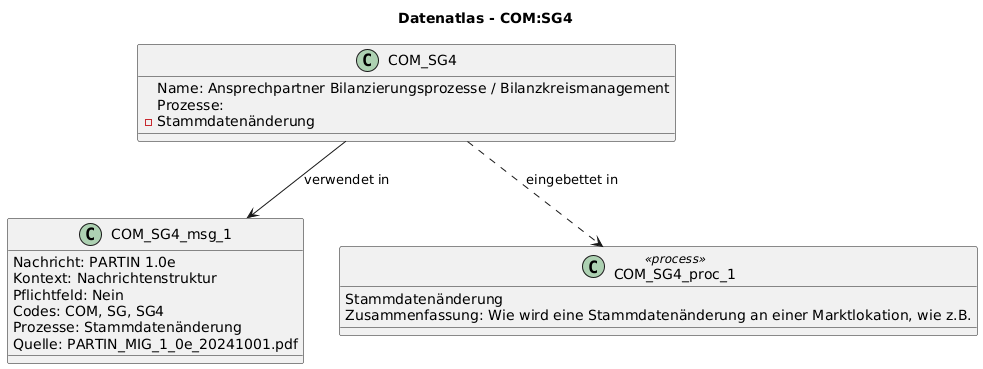 Datenatlas - COM:SG4
C COM_SG4
Name: Ansprechpartner Bilanzierungsprozesse / Bilanzkreismanagement
Prozesse:
Stammdatenänderung
verwendet in
eingebettet in
C COM_SG4_msg_1
Nachricht: PARTIN 1.0e
Kontext: Nachrichtenstruktur
Pflichtfeld: Nein
Codes: COM, SG, SG4
Prozesse: Stammdatenänderung
Quelle: PARTIN_MIG_1_0e_20241001.pdf
«process»
C COM_SG4_proc_1
Stammdatenänderung
Zusammenfassung: Wie wird eine Stammdatenänderung an einer Marktlokation, wie z.B.